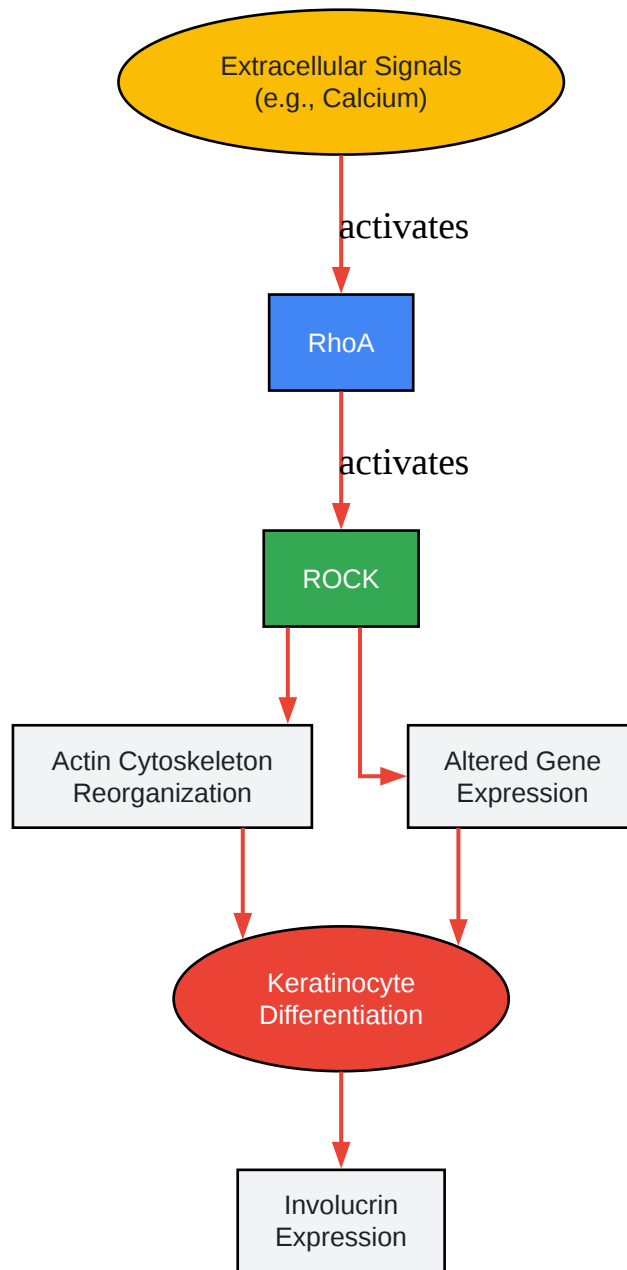 Extracellular Signals
(e.g., Calcium)
activates
RhoA
activates
ROCK
Actin Cytoskeleton
Reorganization
Altered Gene
Expression
Keratinocyte
Differentiation
Involucrin
Expression